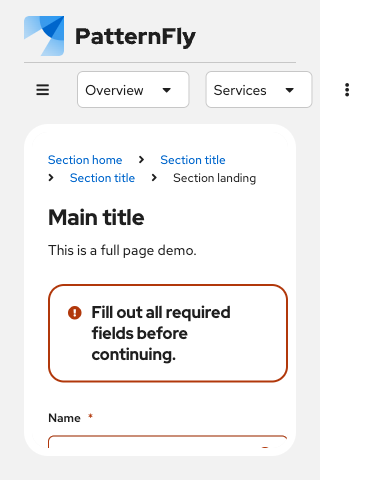 PatternFly
Overview Services
Section home Section title
Section title Section landing
Main title
This is a full page demo.
Fill out all required
fields before
continuing.
Name *